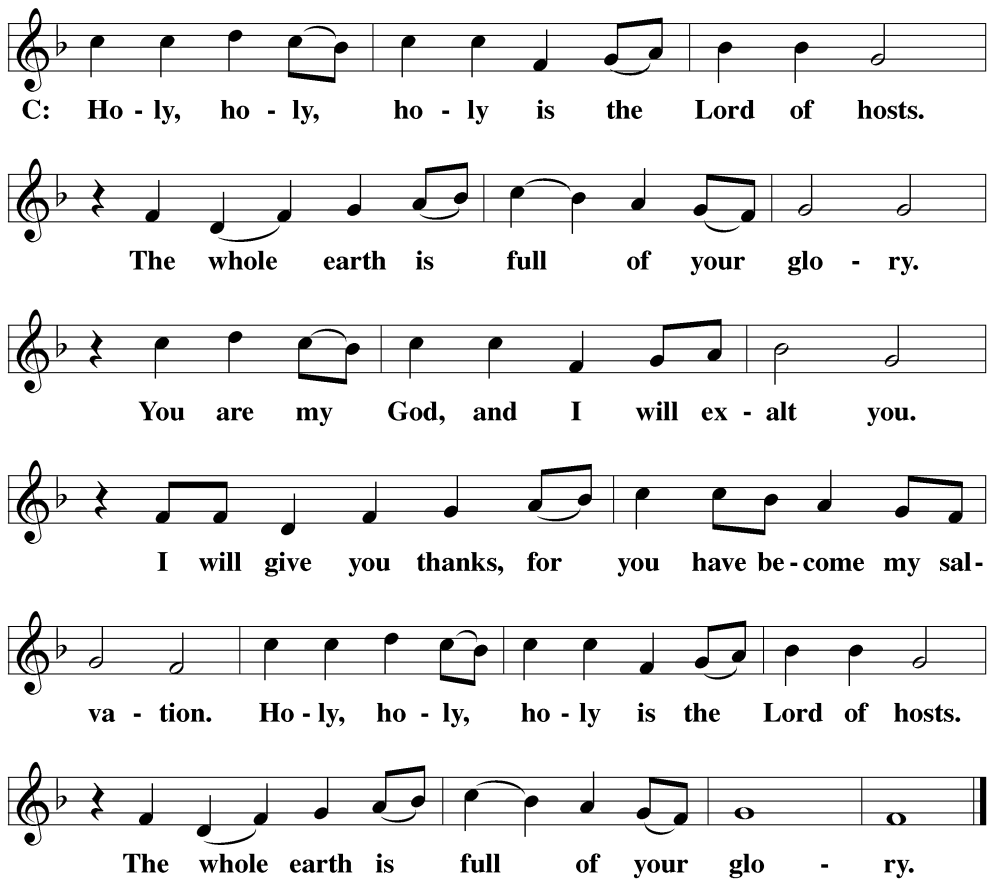 C: Ho - ly, ho - ly, ho - ly is the Lord of hosts.
The whole earth is full of your glo - ry.
You are my God, and I will ex - alt you.
I will give you thanks, for you have be - come my sal -
va - tion. Ho - ly, ho - ly, ho - ly is the Lord of hosts.
The whole earth is full of your glo - ry.